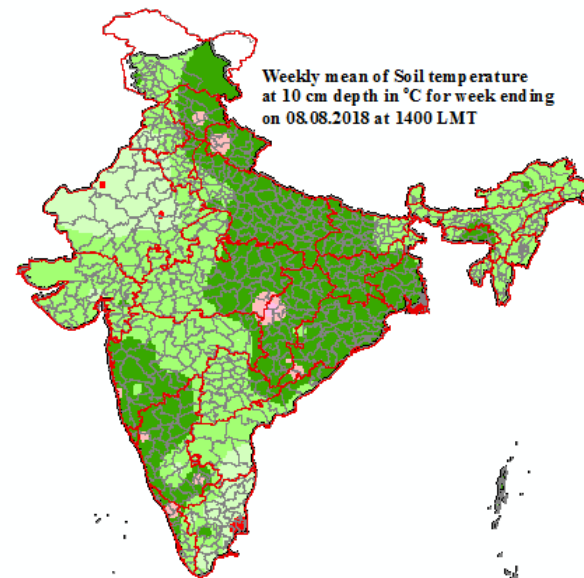 Weekly mean of Soil temperature
at 10 cm depth in °C for week ending
on 08.08.2018 at 1400 LMT